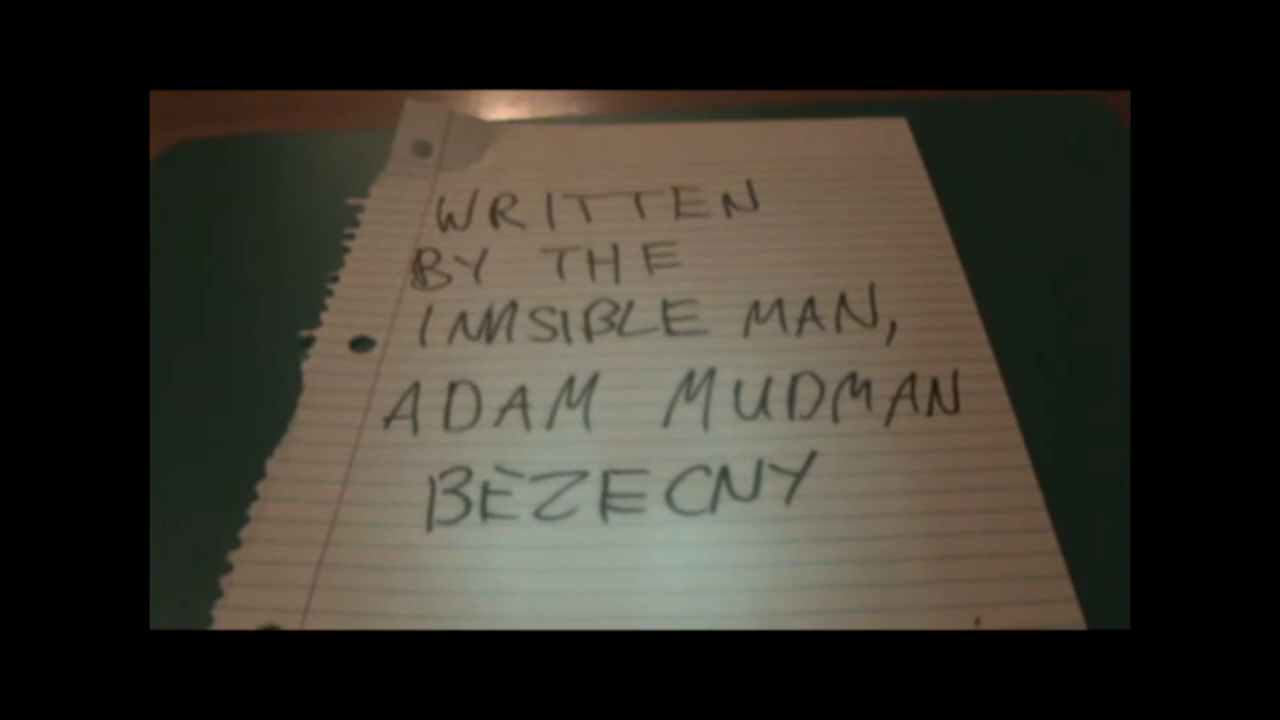 WRITTEN
BY THE
INVISIBLE MAN,
ADAM MUDMAN
BEZECNY